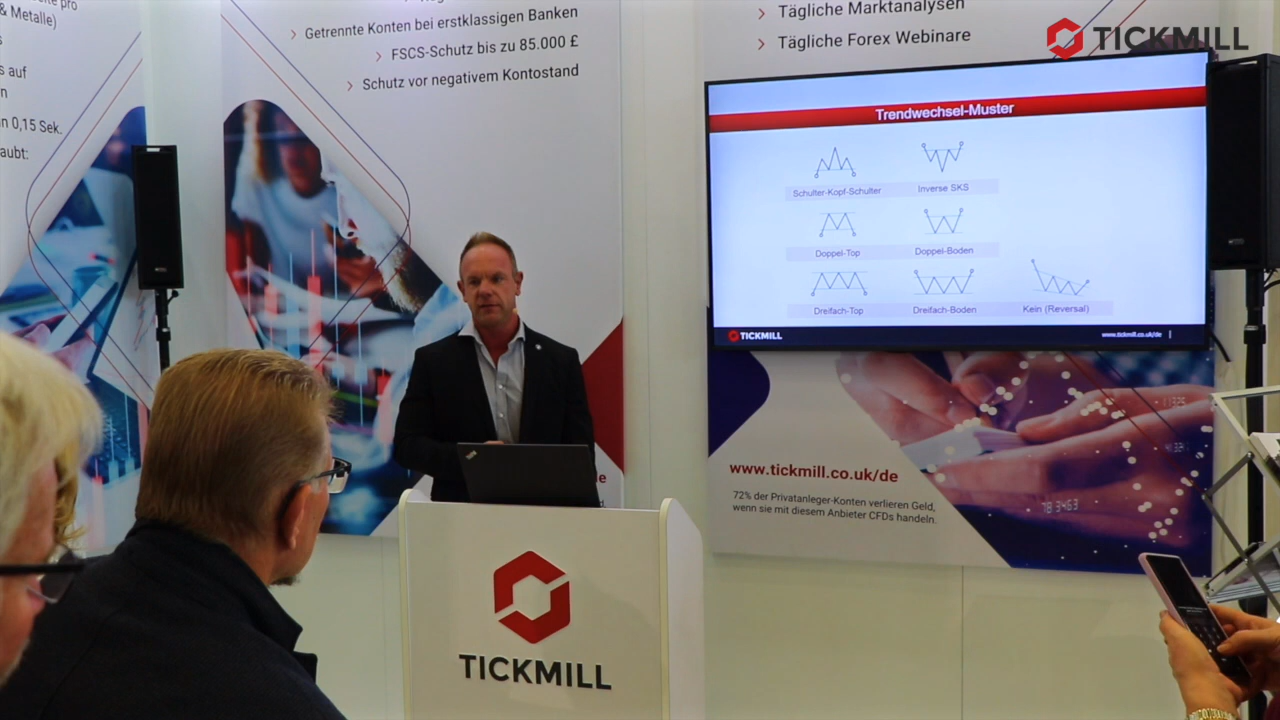 & Metalle)
s auf
n 0,15 Sek.
aubt:
Getrennte Konten bei erstklassigen Banken
FSCS-Schutz bis zu 85.000 £
Schutz vor negativem Kontostand
Tägliche Marktanalysen
Tägliche Forex Webinare
TICKMILL
Trendwechsel-Muster
Schulter-Kopf-Schulter
Inverse SKS
Doppel-Top
Doppel-Boden
Dreifach-Top
Dreifach-Boden
Kein (Reversal)
TICKMILL
www.tickmill.co.uk/de
www.tickmill.co.uk/de
72% der Privatanleger-Konten verlieren Geld,
wenn sie mit diesem Anbieter CFDs handeln.
TICKMILL